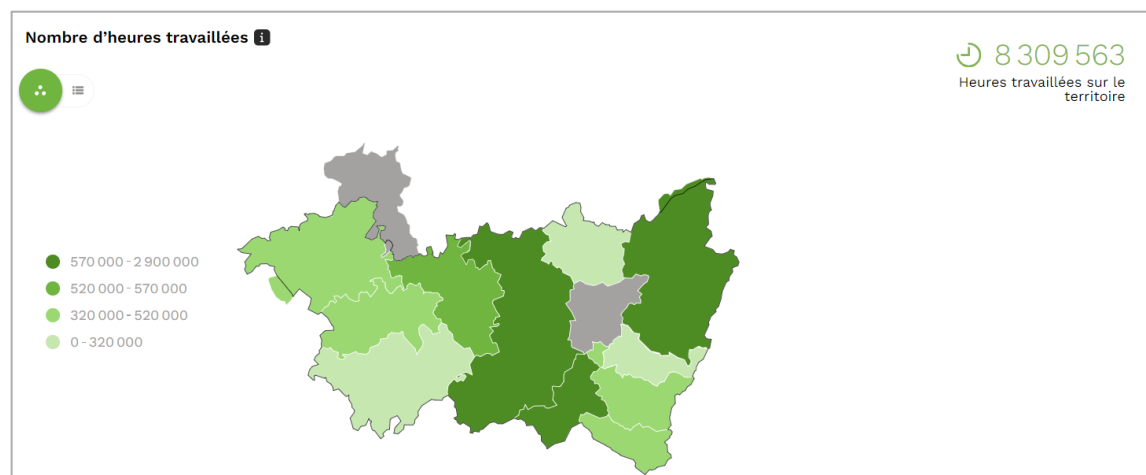 Nombre d’heures travaillées i
8 309 563
Heures travaillées sur le
territoire
570 000 - 2 900 000
520 000 - 570 000
320 000 - 520 000
0 - 320 000